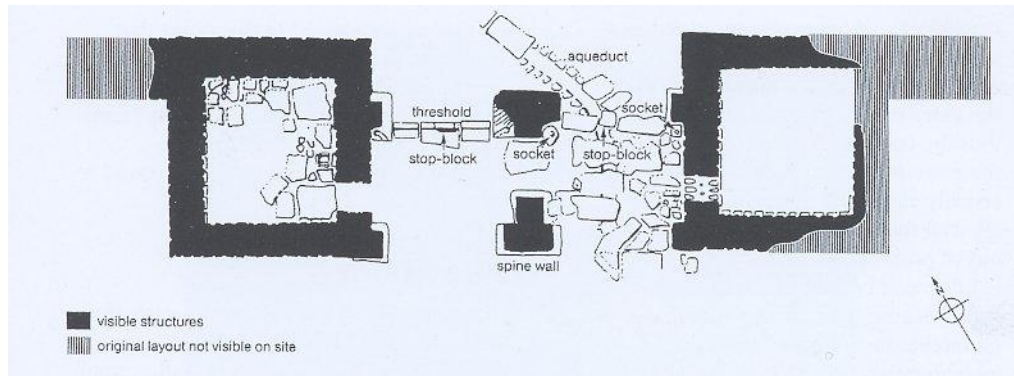 aqueduct
threshold
socket
stop-block
socket
stop-block
spine wall
visible structures
original layout not visible on site
N